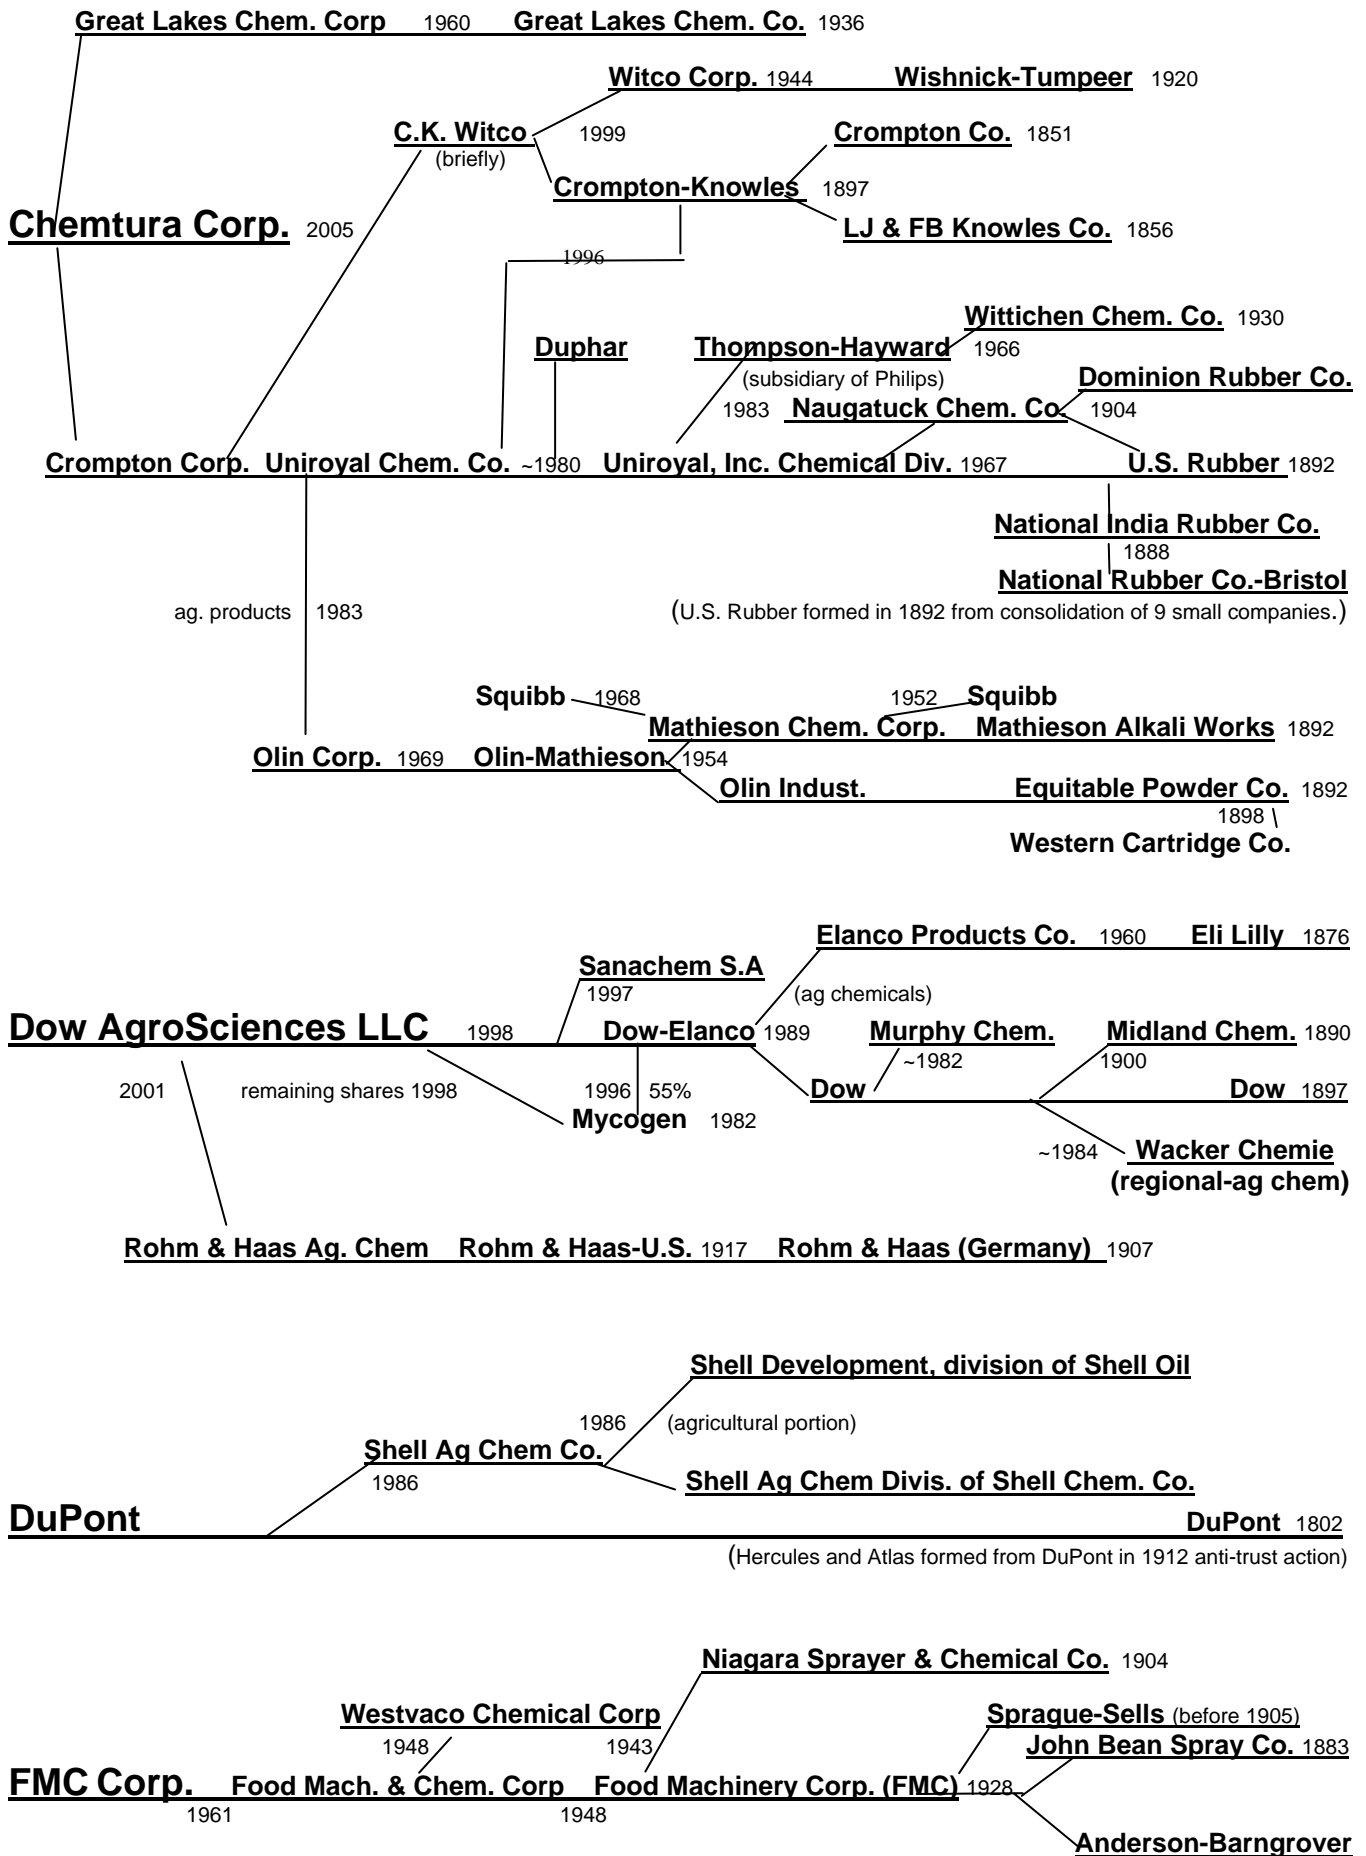 Great Lakes Chem. Corp 1960 Great Lakes Chem. Co. 1936
Witco Corp. 1944 Wishnick-Tumpeer 1920
C.K. Witco 1999 Crompton Co. 1851
(briefly)
Crompton-Knowles 1897
Chemtura Corp. 2005 LJ & FB Knowles Co. 1856
1996
Wittichen Chem. Co. 1930
Duphar Thompson-Hayward 1966
(subsidiary of Philips) Dominion Rubber Co.
1983 Naugatuck Chem. Co. 1904
Crompton Corp. Uniroyal Chem. Co. ~1980 Uniroyal, Inc. Chemical Div. 1967 U.S. Rubber 1892
National India Rubber Co.
1888
National Rubber Co.-Bristol
ag. products 1983 (U.S. Rubber formed in 1892 from consolidation of 9 small companies.)
Squibb 1968 1952 Squibb
Mathieson Chem. Corp. Mathieson Alkali Works 1892
Olin Corp. 1969 Olin-Mathieson 1954
Olin Indust. Equitable Powder Co. 1892
1898
Western Cartridge Co.
Elanco Products Co. 1960 Eli Lilly 1876
Sanachem S.A
1997 (ag chemicals)
Dow AgroSciences LLC 1998 Dow-Elanco 1989 Murphy Chem. Midland Chem. 1890
~1982 1900
2001 remaining shares 1998 1996 55% Dow Dow 1897
Mycogen 1982
~1984 Wacker Chemie
(regional-ag chem)
Rohm & Haas Ag. Chem Rohm & Haas-U.S. 1917 Rohm & Haas (Germany) 1907
Shell Development, division of Shell Oil
1986 (agricultural portion)
Shell Ag Chem Co.
1986 Shell Ag Chem Divis. of Shell Chem. Co.
DuPont DuPont 1802
(Hercules and Atlas formed from DuPont in 1912 anti-trust action)
Niagara Sprayer & Chemical Co. 1904
Westvaco Chemical Corp Sprague-Sells (before 1905)
1948 1943 John Bean Spray Co. 1883
FMC Corp. Food Mach. & Chem. Corp Food Machinery Corp. (FMC) 1928
1961 1948
Anderson-Barngrover